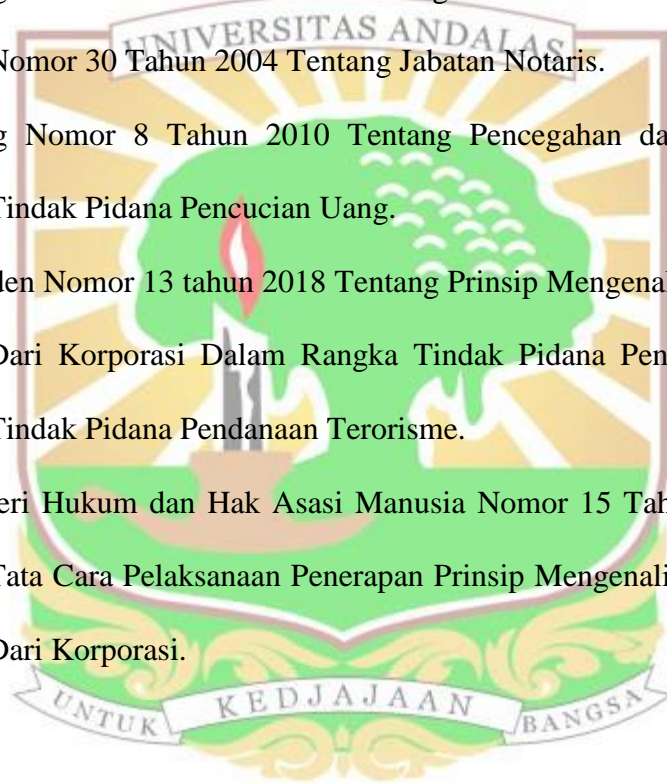 UNIVERSITAS ANDALAS
Nomor 30 Tahun 2004 Tentang Jabatan Notaris.
g Nomor 8 Tahun 2010 Tentang Pencegahan da
Tindak Pidana Pencucian Uang.
den Nomor 13 tahun 2018 Tentang Prinsip Mengenal
Dari Korporasi Dalam Rangka Tindak Pidana Pen
Tindak Pidana Pendanaan Terorisme.
eri Hukum dan Hak Asasi Manusia Nomor 15 Tah
Tata Cara Pelaksanaan Penerapan Prinsip Mengenali
Dari Korporasi.
UNTUK KEDJAJAAN BANGSA